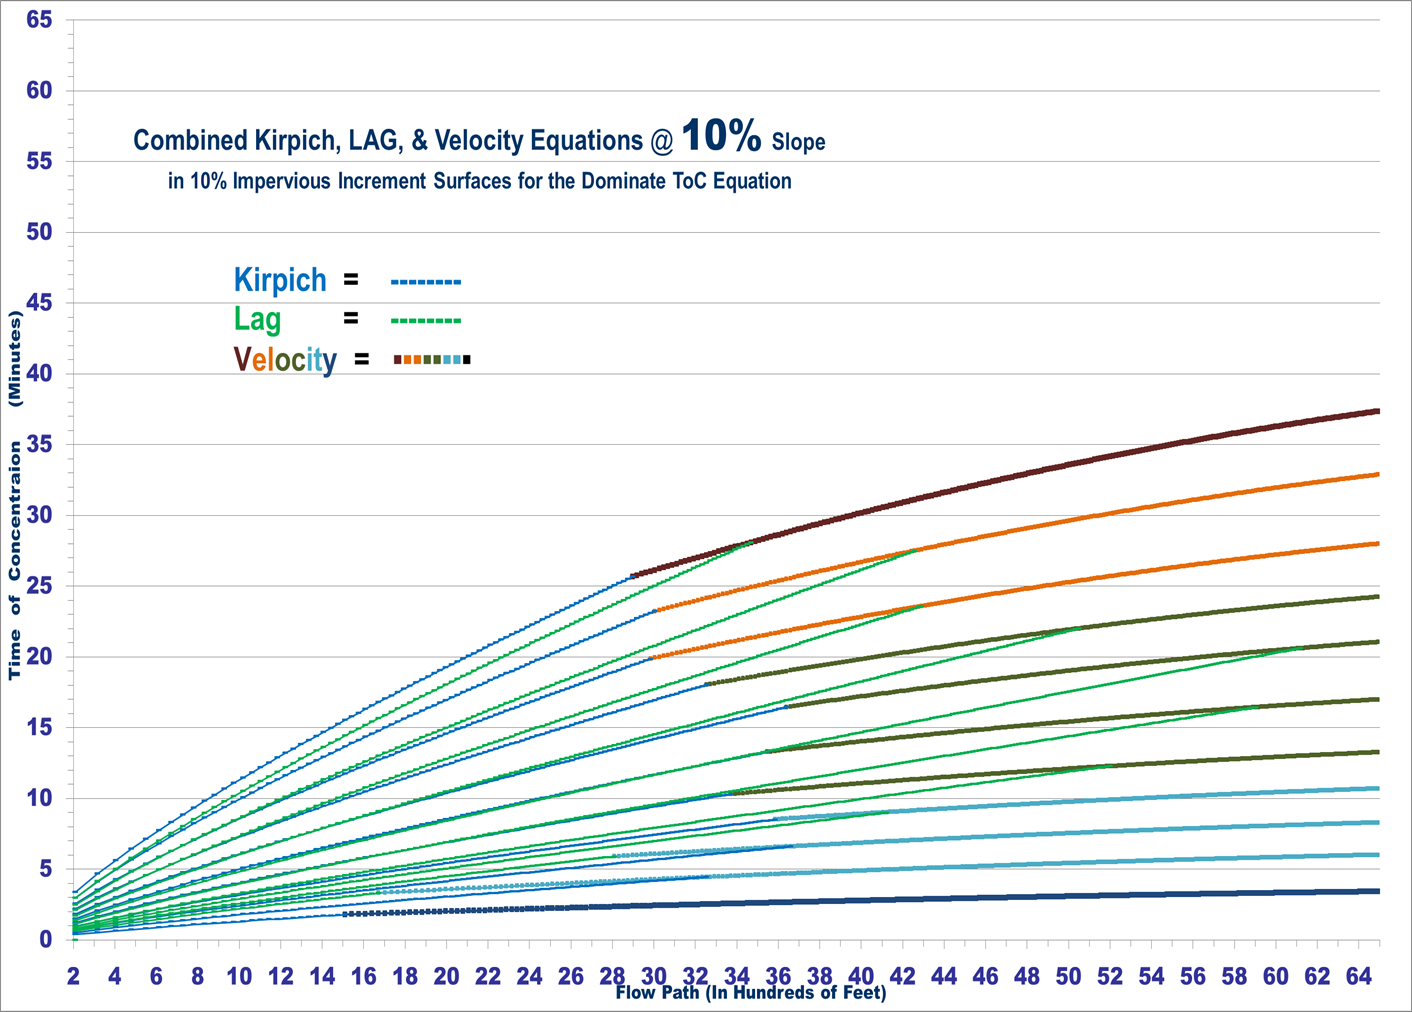 65
60
Combined Kirpich, LAG, & Velocity Equations @ 10% Slope
55
in 10% Impervious Increment Surfaces for the Dominate ToC Equation
50
Kirpich = --------
45
Lag = --------
Velocity =
40
35
30
25
20
15
10
5
0
Time of Concentraion (Minutes)
2 4 6 8 10 12 14 16 18 20 22 24 26 28 30 32 34 36 38 40 42 44 46 48 50 52 54 56 58 60 62 64
Flow Path (In Hundreds of Feet)